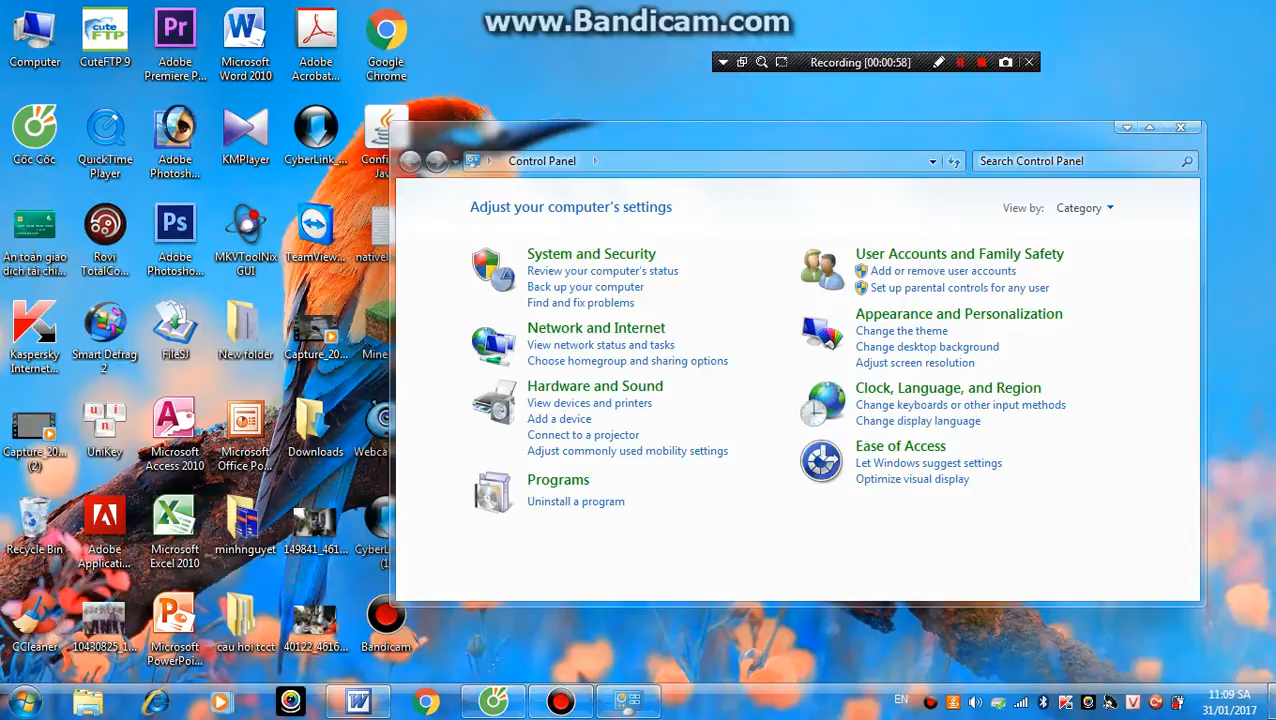 www.Bandicam.com
Recording [00:00:58]
Computer
CuteFTP 9
Adobe
Premiere P...
Microsoft
Word 2010
Adobe
Acrobat...
Google
Chrome
Cốc Cốc
QuickTime
Player
Adobe
Photosh...
KMPlayer
CyberLink_...
Confi
Jav
An toàn giao
dịch tài chí...
Rovi
TotalCo...
Adobe
Photosho...
MKVToolNix
GUI
TeamView...
nativel
Kaspersky
Internet...
Smart Defrag
2
FileSJ
New folder
Capture_20...
Mine
Capture_20...
(2)
UniKey
Microsoft
Access 2010
Microsoft
Office Po...
Downloads
Webca
Recycle Bin
Adobe
Applicati...
Microsoft
Excel 2010
minhnguyet
149841_461...
CyberL
(1
CCleaner
10430825_1...
Microsoft
PowerPoi...
cau hoi tcct
40122_4616...
Bandicam
Control Panel
Search Control Panel
Adjust your computer's settings
View by: Category
System and Security
Review your computer's status
Back up your computer
Find and fix problems
Network and Internet
View network status and tasks
Choose homegroup and sharing options
Hardware and Sound
View devices and printers
Add a device
Connect to a projector
Adjust commonly used mobility settings
Programs
Uninstall a program
User Accounts and Family Safety
Add or remove user accounts
Set up parental controls for any user
Appearance and Personalization
Change the theme
Change desktop background
Adjust screen resolution
Clock, Language, and Region
Change keyboards or other input methods
Change display language
Ease of Access
Let Windows suggest settings
Optimize visual display
EN
11:09 SA
31/01/2017